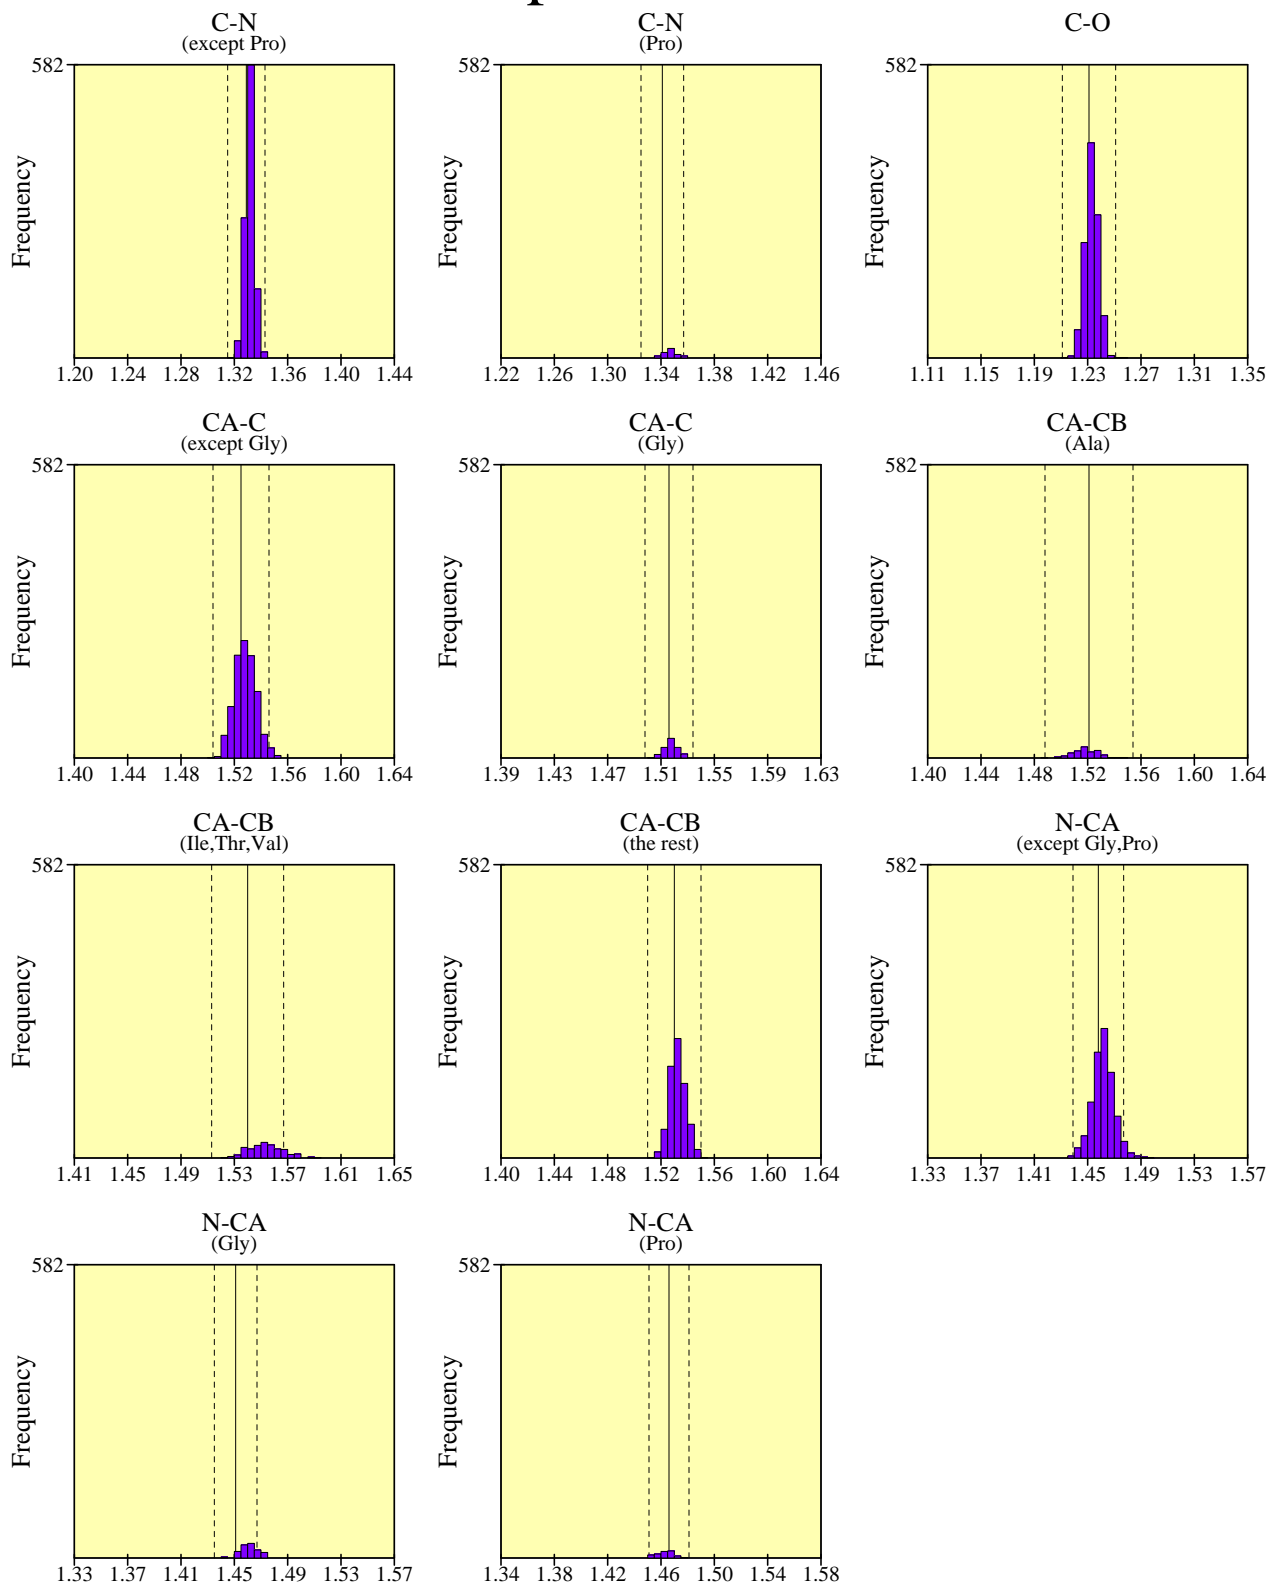 C-N
(except Pro)
C-N
(Pro)
C-O
582
582
582
Frequency
Frequency
Frequency
1.20 1.24 1.28 1.32 1.36 1.40 1.44
1.22 1.26 1.30 1.34 1.38 1.42 1.46
1.11 1.15 1.19 1.23 1.27 1.31 1.35
CA-C
(except Gly)
CA-C
(Gly)
CA-CB
(Ala)
582
582
582
Frequency
Frequency
Frequency
1.40 1.44 1.48 1.52 1.56 1.60 1.64
1.39 1.43 1.47 1.51 1.55 1.59 1.63
1.40 1.44 1.48 1.52 1.56 1.60 1.64
CA-CB
(Ile,Thr,Val)
CA-CB
(the rest)
N-CA
(except Gly,Pro)
582
582
582
Frequency
Frequency
Frequency
1.41 1.45 1.49 1.53 1.57 1.61 1.65
1.40 1.44 1.48 1.52 1.56 1.60 1.64
1.33 1.37 1.41 1.45 1.49 1.53 1.57
N-CA
(Gly)
N-CA
(Pro)
582
582
Frequency
Frequency
1.33 1.37 1.41 1.45 1.49 1.53 1.57
1.34 1.38 1.42 1.46 1.50 1.54 1.58